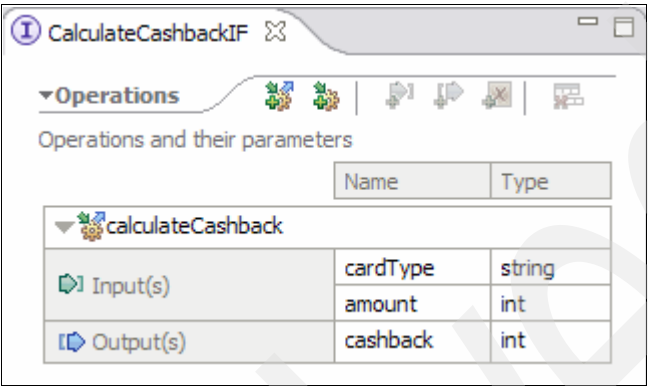 CalculateCashbackIF
Operations
Operations and their parameters
Name Type
calculateCashback
Input(s) cardType string
amount int
Output(s) cashback int